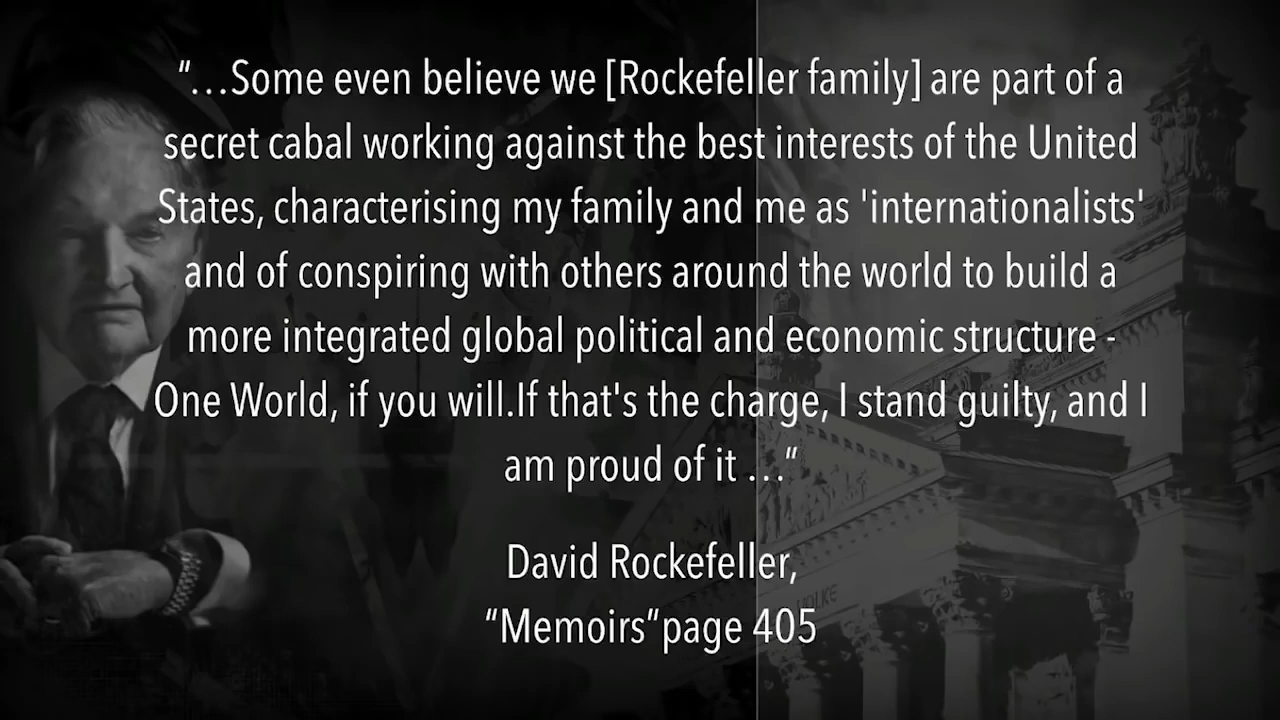 “…Some even believe we [Rockefeller family] are part of a
secret cabal working against the best interests of the United
States, characterising my family and me as 'internationalists'
and of conspiring with others around the world to build a
more integrated global political and economic structure -
One World, if you will.If that's the charge, I stand guilty, and I
am proud of it …”
David Rockefeller,
“Memoirs“page 405
VOLKE